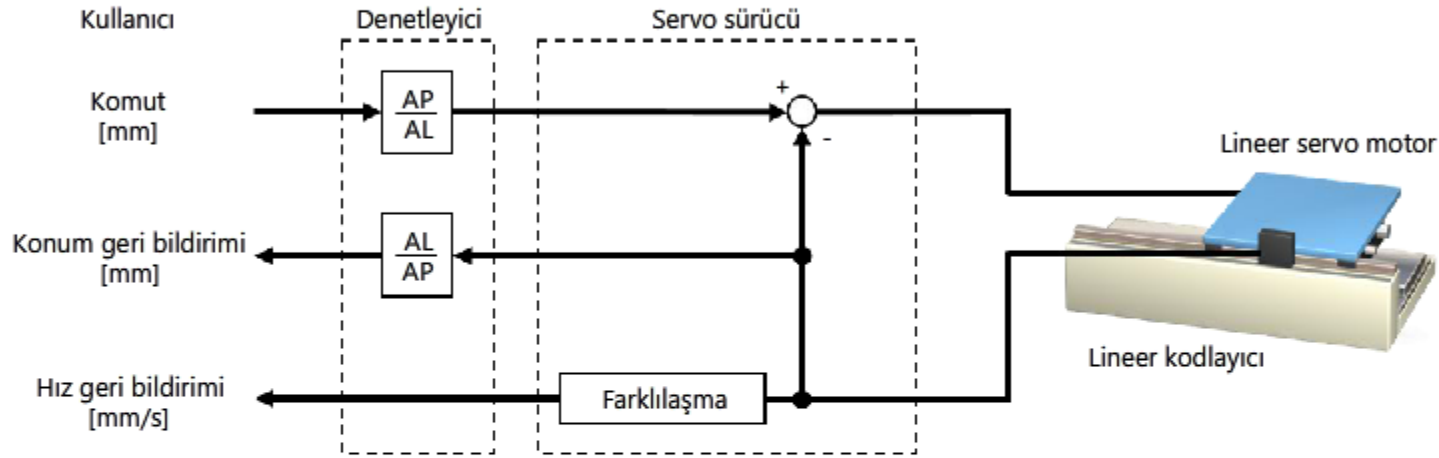 Kullanıcı
Denetleyici
Servo sürücü
Komut
[mm]
AP
AL
+
-
Lineer servo motor
Konum geri bildirimi
[mm]
AL
AP
Lineer kodlayıcı
Hız geri bildirimi
[mm/s]
Farklılaşma